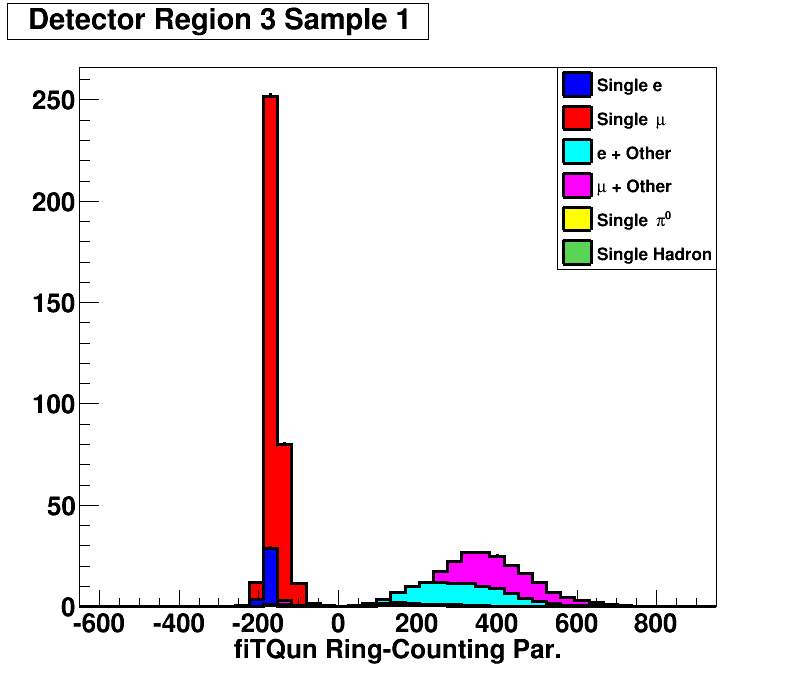 Detector Region 3 Sample 1
Single e
Single μ
e + Other
μ + Other
Single π⁰
Single Hadron
250
200
150
100
50
0
-600 -400 -200 0 200 400 600 800
fiTQun Ring-Counting Par.